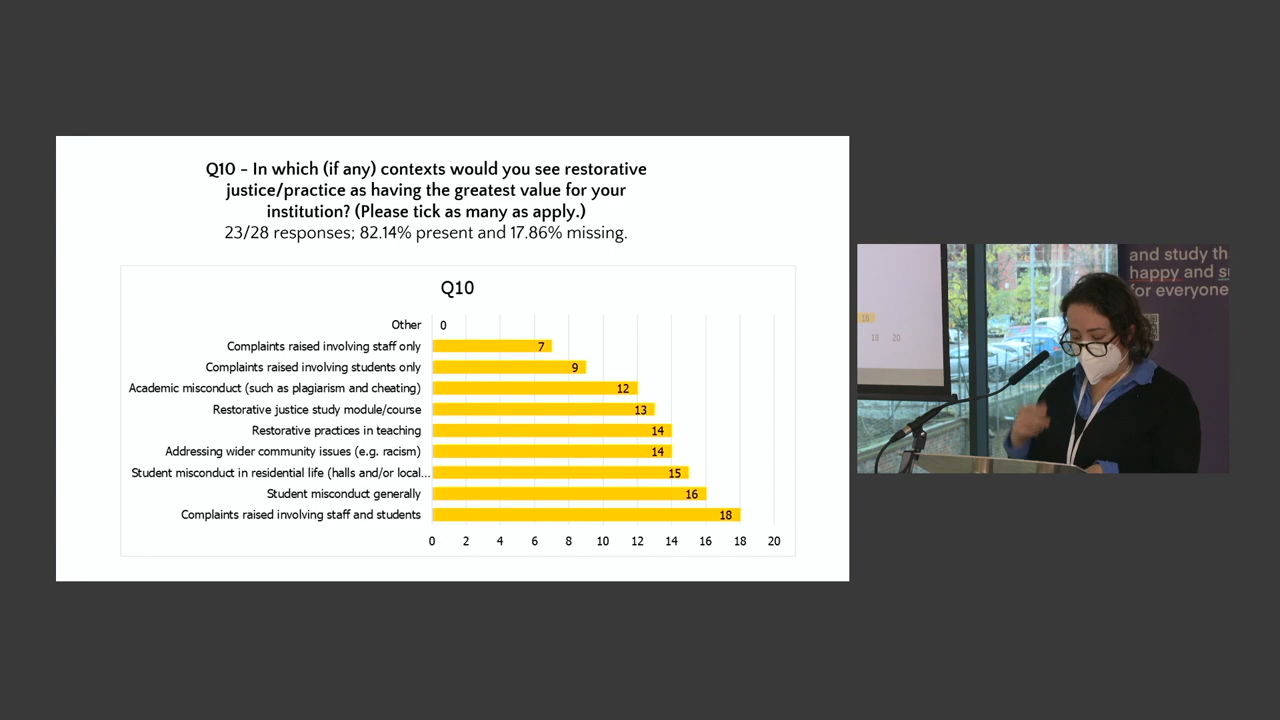 Q10 - In which (if any) contexts would you see restorative
justice/practice as having the greatest value for your
institution? (Please tick as many as apply.)
23/28 responses; 82.14% present and 17.86% missing.
Q10
Other 0
Complaints raised involving staff only 7
Complaints raised involving students only 9
Academic misconduct (such as plagiarism and cheating) 12
Restorative justice study module/course 13
Restorative practices in teaching 14
Addressing wider community issues (e.g. racism) 14
Student misconduct in residential life (halls and/or local... 15
Student misconduct generally 16
Complaints raised involving staff and students 18
0 2 4 6 8 10 12 14 16 18 20
and study th
happy and su
for everyone
18
18 20